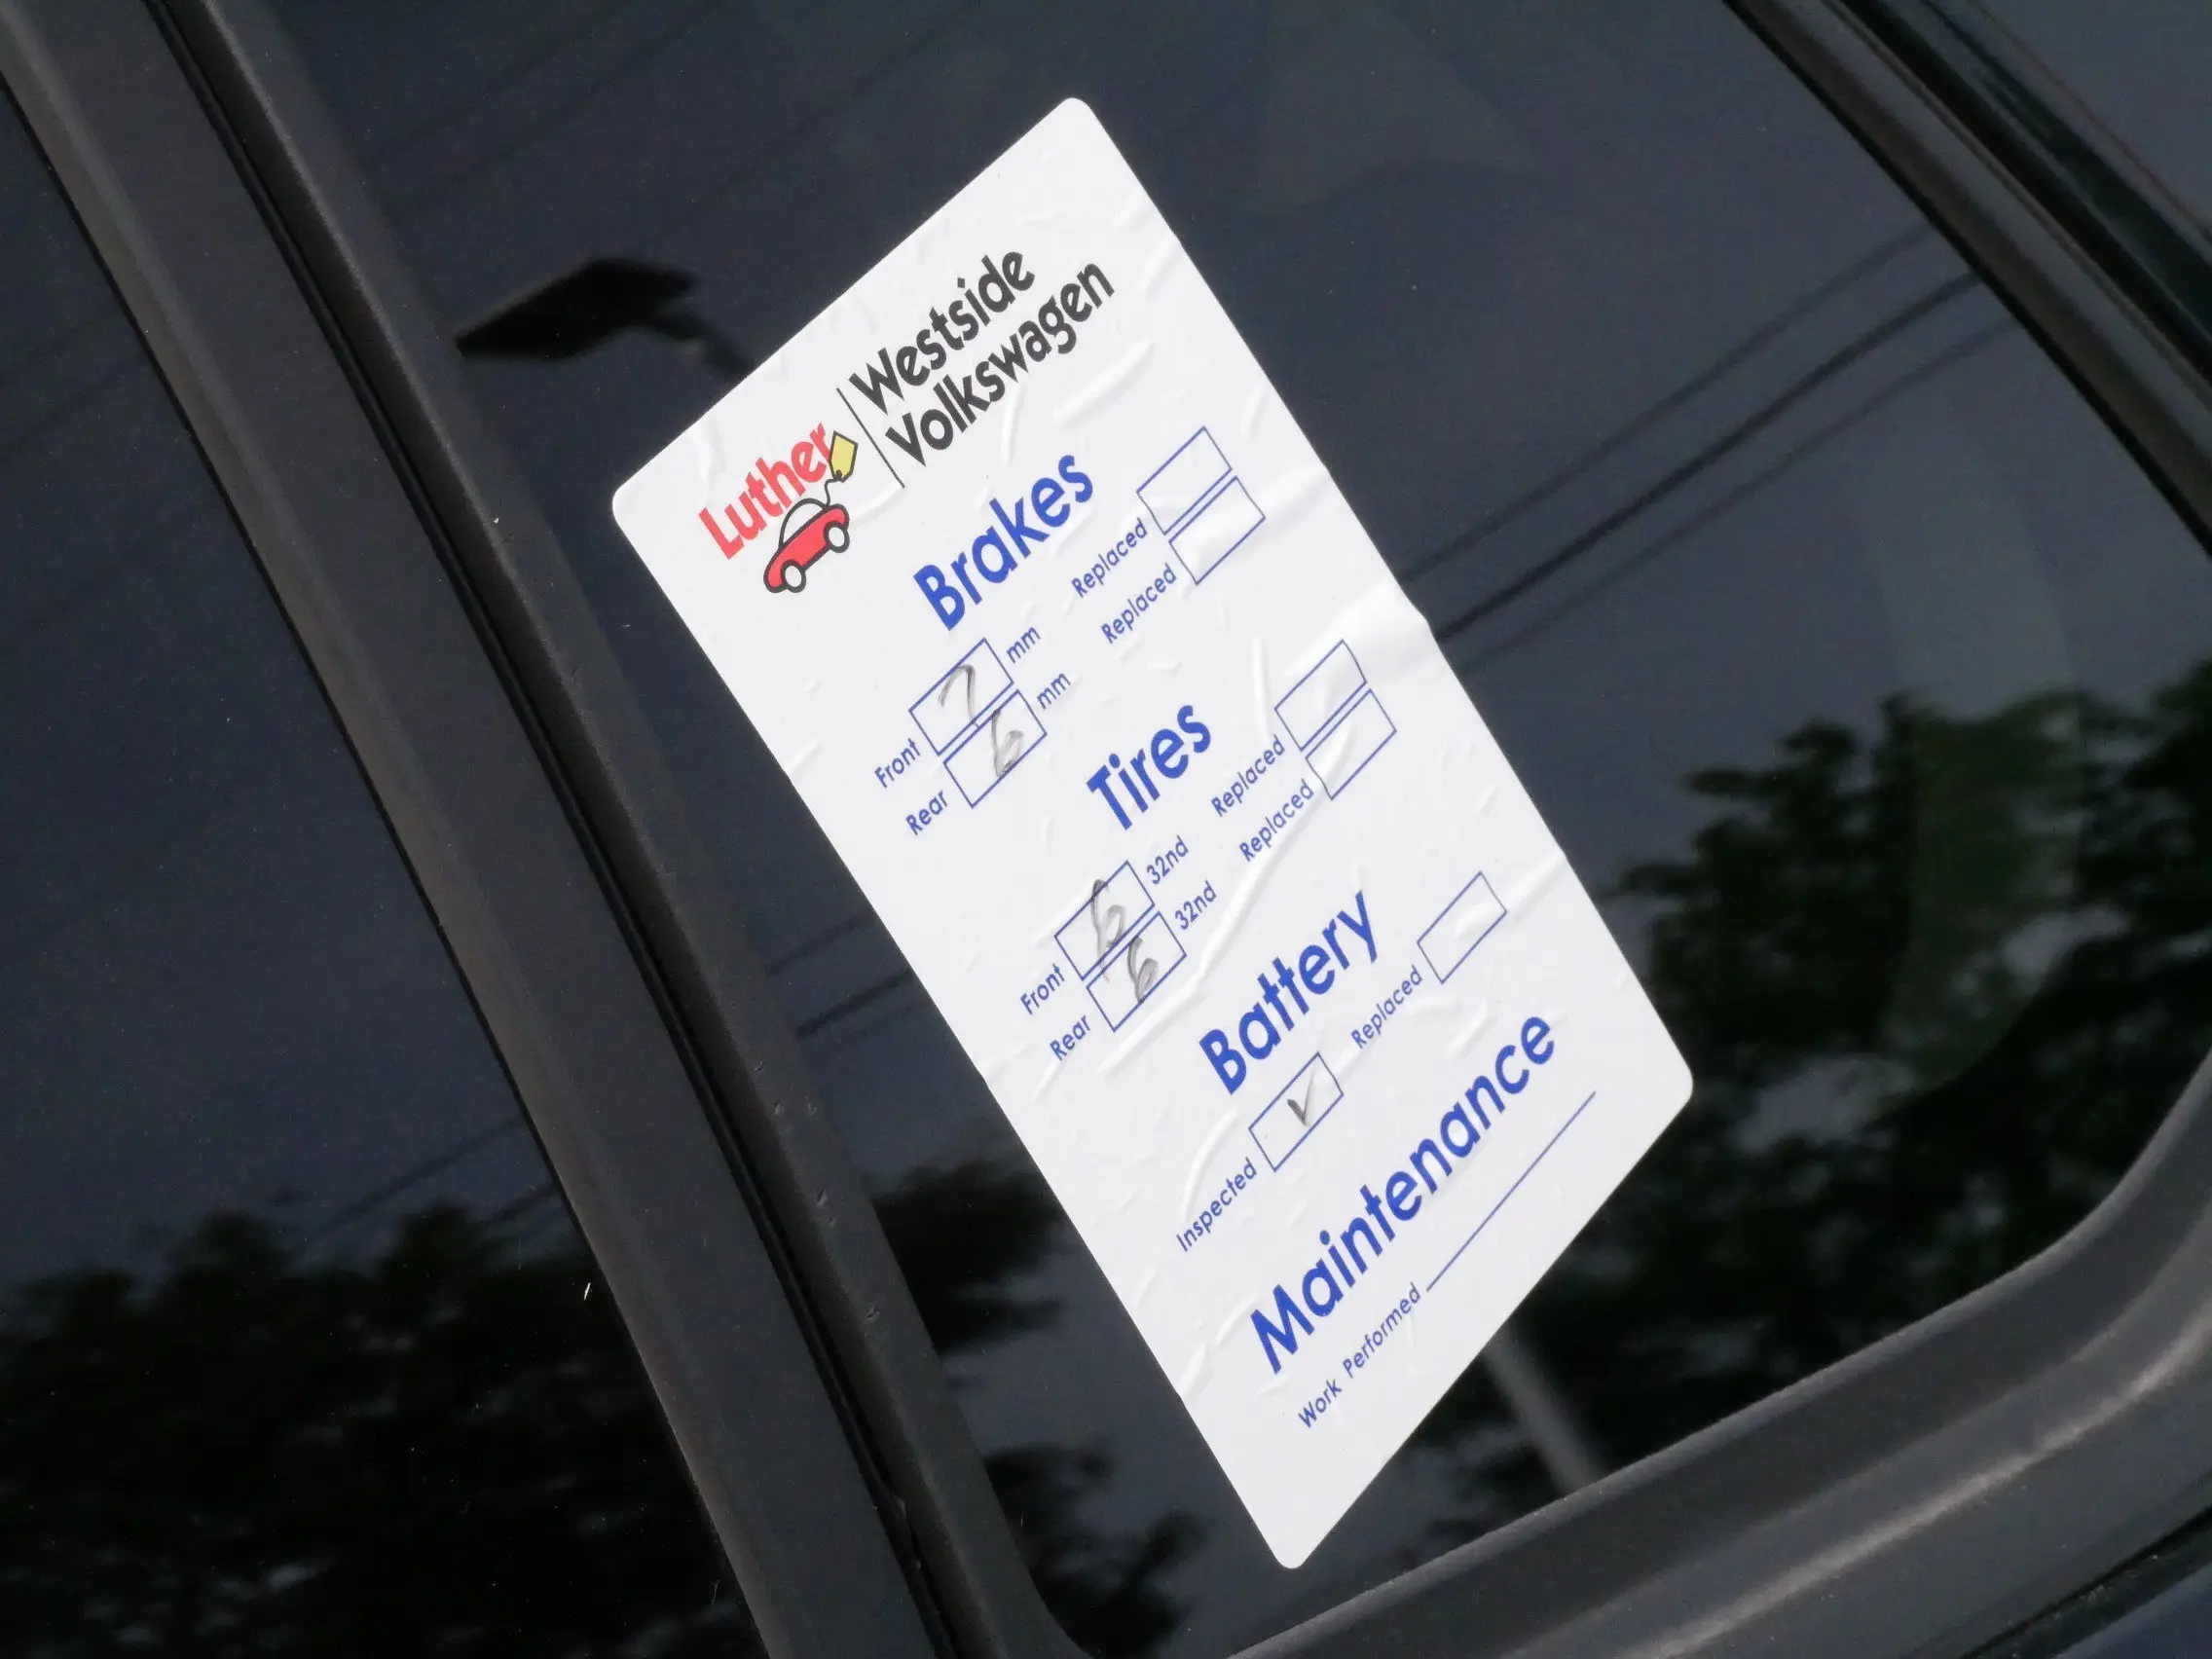 Luther Westside
Volkswagen
Brakes
Front 7 mm Replaced
Rear 6 mm Replaced
Tires
Front 6 32nd Replaced
Rear 6 32nd Replaced
Battery
Inspected ✓ Replaced
Maintenance
Work Performed